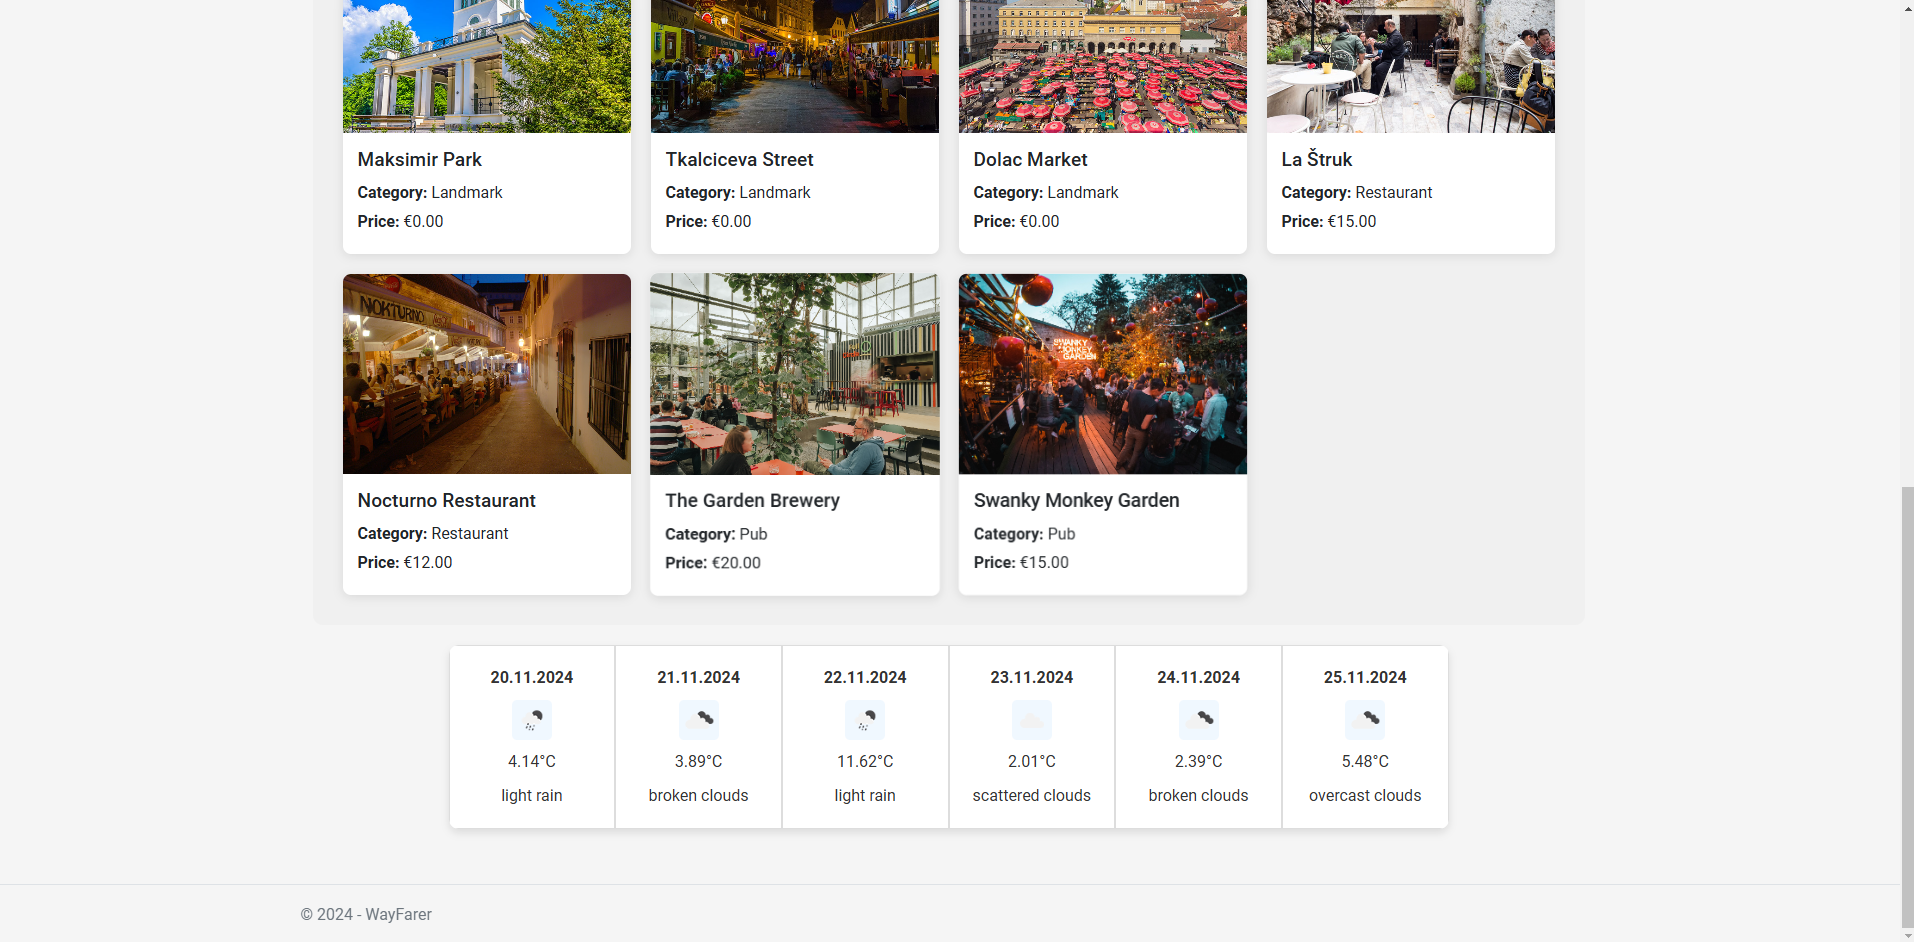 Maksimir Park
Category: Landmark
Price: €0.00
Tkalciceva Street
Category: Landmark
Price: €0.00
Dolac Market
Category: Landmark
Price: €0.00
La Štruk
Category: Restaurant
Price: €15.00
NOKTURNO
Nocturno Restaurant
Category: Restaurant
Price: €12.00
The Garden Brewery
Category: Pub
Price: €20.00
SWANKY
MONKEY
GARDEN
Swanky Monkey Garden
Category: Pub
Price: €15.00
20.11.2024
4.14°C
light rain
21.11.2024
3.89°C
broken clouds
22.11.2024
11.62°C
light rain
23.11.2024
2.01°C
scattered clouds
24.11.2024
2.39°C
broken clouds
25.11.2024
5.48°C
overcast clouds
© 2024 - WayFarer